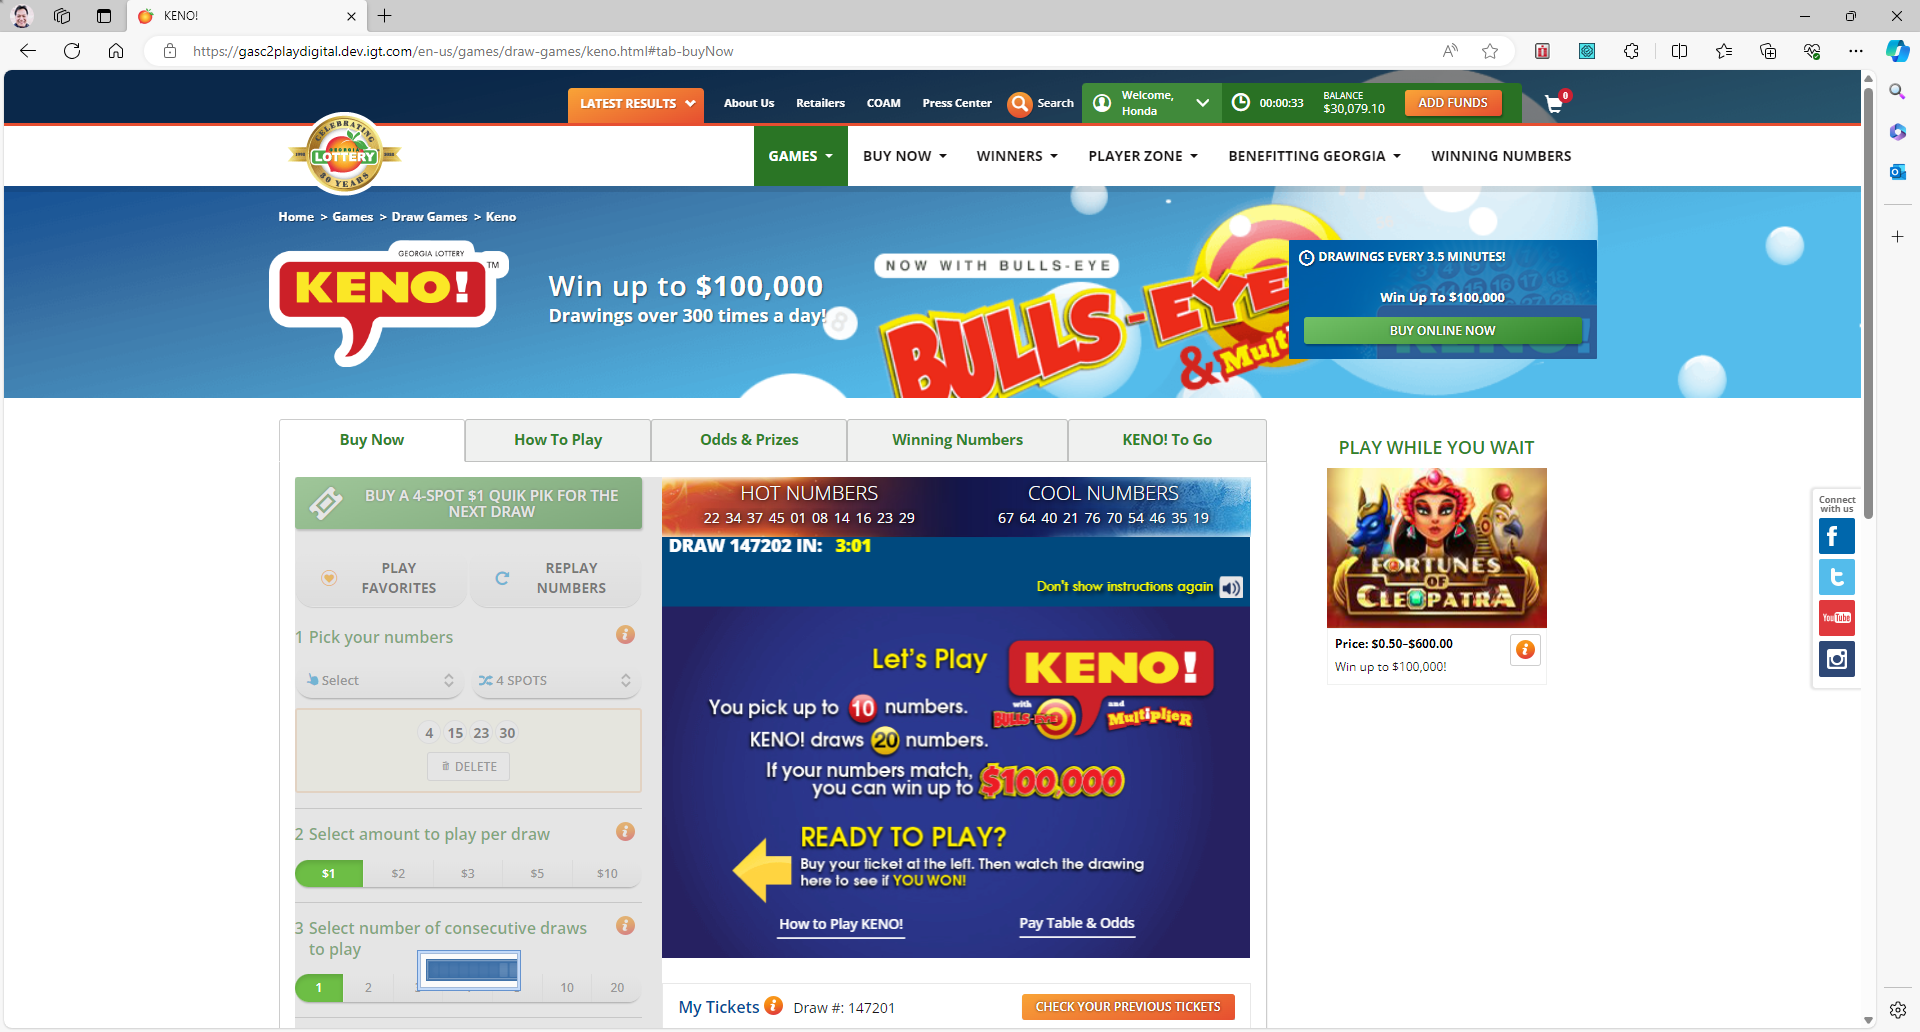 KENO!
https://gasc2playdigital.dev.igt.com/en-us/games/draw-games/keno.html#tab-buyNow
LATEST RESULTS
About Us
Retailers
COAM
Press Center
Search
Welcome,
Honda
00:00:33
BALANCE
$30,079.10
ADD FUNDS
0
CELEBRATING
GEORGIA
LOTTERY
30 YEARS
GAMES
BUY NOW
WINNERS
PLAYER ZONE
BENEFITTING GEORGIA
WINNING NUMBERS
Home > Games > Draw Games > Keno
GEORGIA LOTTERY
KENO!
TM
Win up to $100,000
Drawings over 300 times a day!
NOW WITH BULLS-EYE
BULLS-EYE
& Mult
DRAWINGS EVERY 3.5 MINUTES!
Win Up To $100,000
BUY ONLINE NOW
Buy Now
How To Play
Odds & Prizes
Winning Numbers
KENO! To Go
BUY A 4-SPOT $1 QUIK PIK FOR THE
NEXT DRAW
PLAY
FAVORITES
REPLAY
NUMBERS
1 Pick your numbers
Select
4 SPOTS
4 15 23 30
DELETE
2 Select amount to play per draw
$1 $2 $3 $5 $10
3 Select number of consecutive draws
to play
1 2 10 20
HOT NUMBERS
22 34 37 45 01 08 14 16 23 29
COOL NUMBERS
67 64 40 21 76 70 54 46 35 19
DRAW 147202 IN: 3:01
Don't show instructions again
Let's Play
KENO!
with
BULLS-EYE
and
Multiplier
You pick up to 10 numbers.
KENO! draws 20 numbers.
If your numbers match,
you can win up to $100,000
READY TO PLAY?
Buy your ticket at the left. Then watch the drawing
here to see if YOU WON!
How to Play KENO!
Pay Table & Odds
My Tickets
Draw #: 147201
CHECK YOUR PREVIOUS TICKETS
PLAY WHILE YOU WAIT
FORTUNES
OF
CLEOPATRA
Price: $0.50–$600.00
Win up to $100,000!
Connect
with us
YouTube